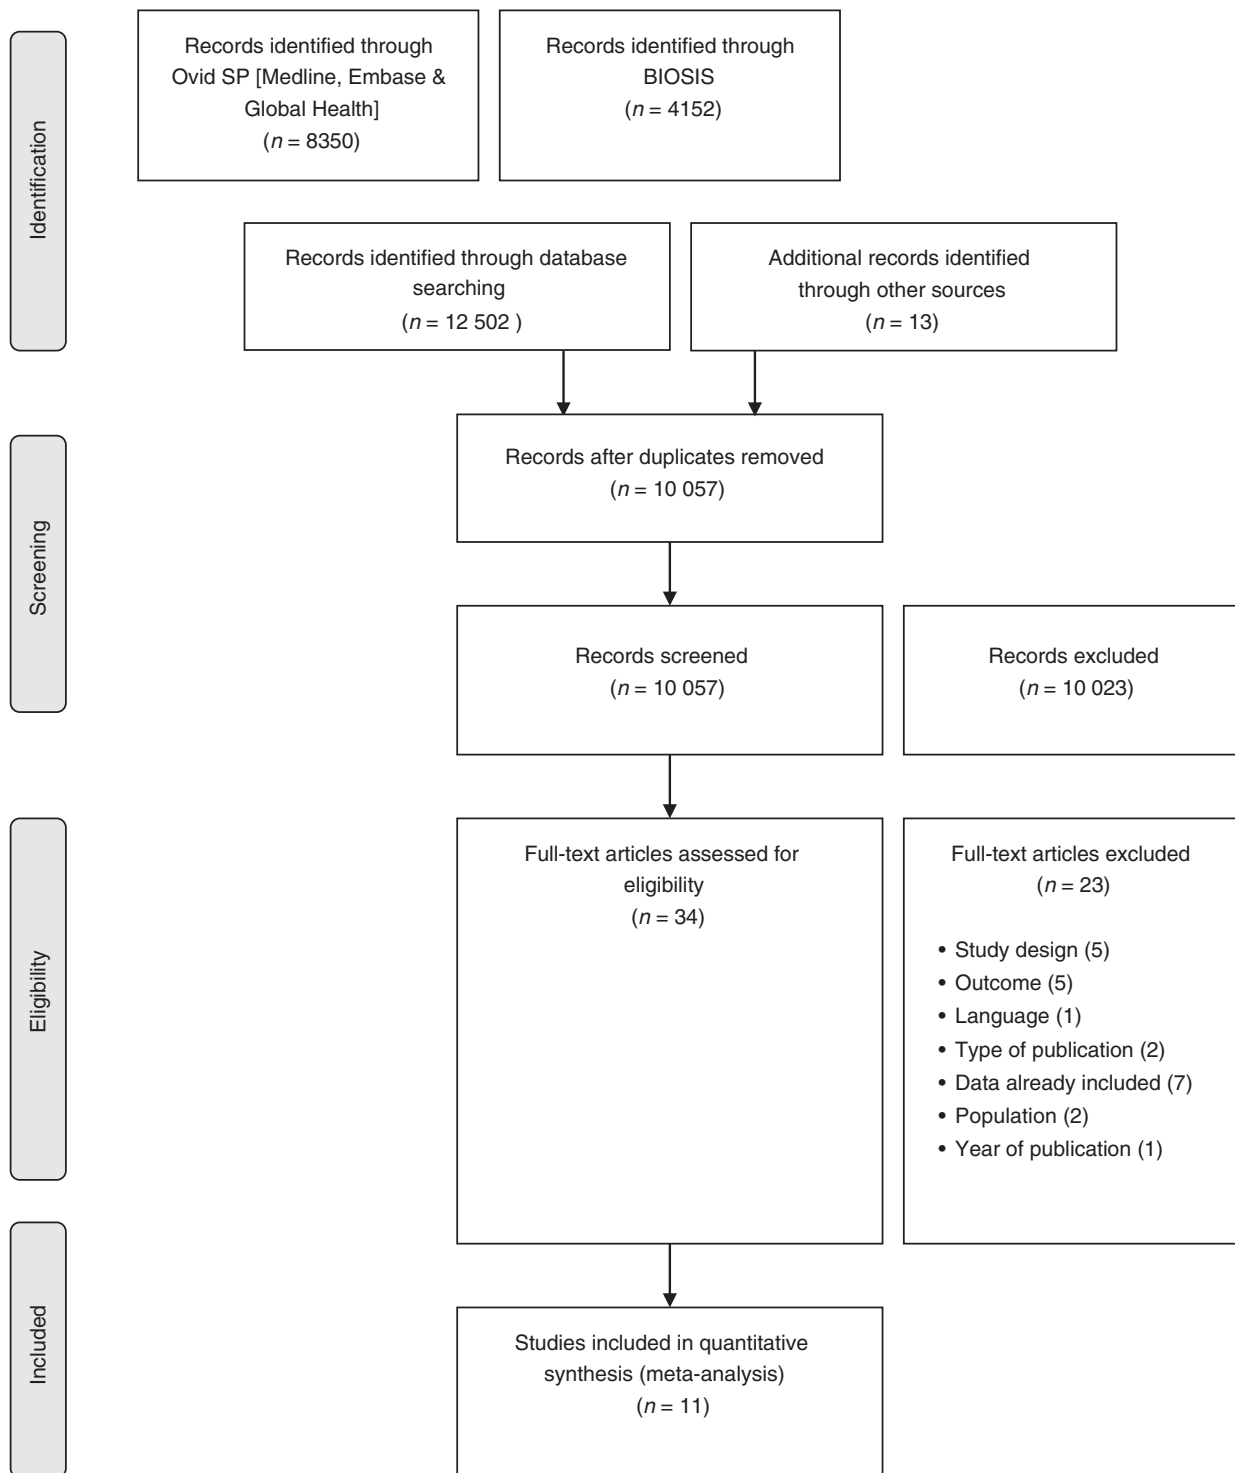 Identification
Records identified through
Ovid SP [Medline, Embase &
Global Health]
(n = 8350)
Records identified through
BIOSIS
(n = 4152)
Records identified through database
searching
(n = 12 502 )
Additional records identified
through other sources
(n = 13)
Screening
Records after duplicates removed
(n = 10 057)
Records screened
(n = 10 057)
Records excluded
(n = 10 023)
Eligibility
Full-text articles assessed for
eligibility
(n = 34)
Full-text articles excluded
(n = 23)
• Study design (5)
• Outcome (5)
• Language (1)
• Type of publication (2)
• Data already included (7)
• Population (2)
• Year of publication (1)
Included
Studies included in quantitative
synthesis (meta-analysis)
(n = 11)